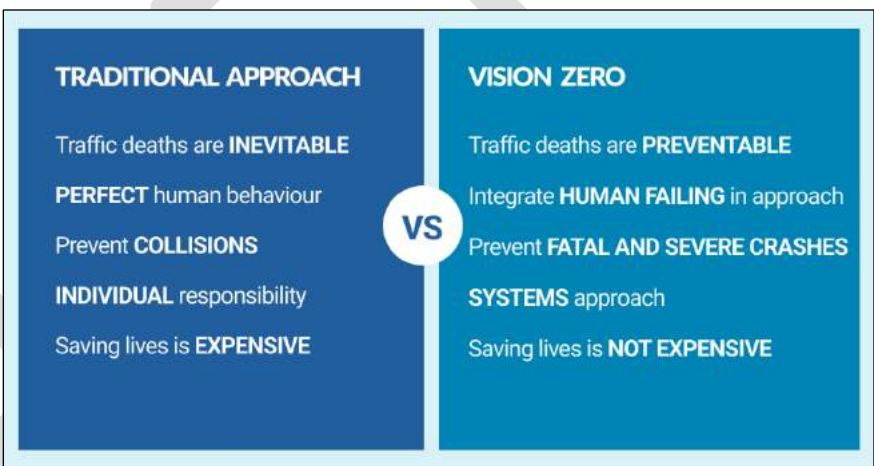 TRADITIONAL APPROACH
Traffic deaths are INEVITABLE
PERFECT human behaviour
Prevent COLLISIONS
INDIVIDUAL responsibility
Saving lives is EXPENSIVE
VS
VISION ZERO
Traffic deaths are PREVENTABLE
Integrate HUMAN FAILING in approach
Prevent FATAL AND SEVERE CRASHES
SYSTEMS approach
Saving lives is NOT EXPENSIVE